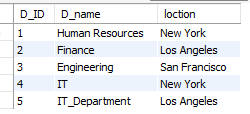 D_ID D_name loction
1 Human Resources New York
2 Finance Los Angeles
3 Engineering San Francisco
4 IT New York
5 IT_Department Los Angeles